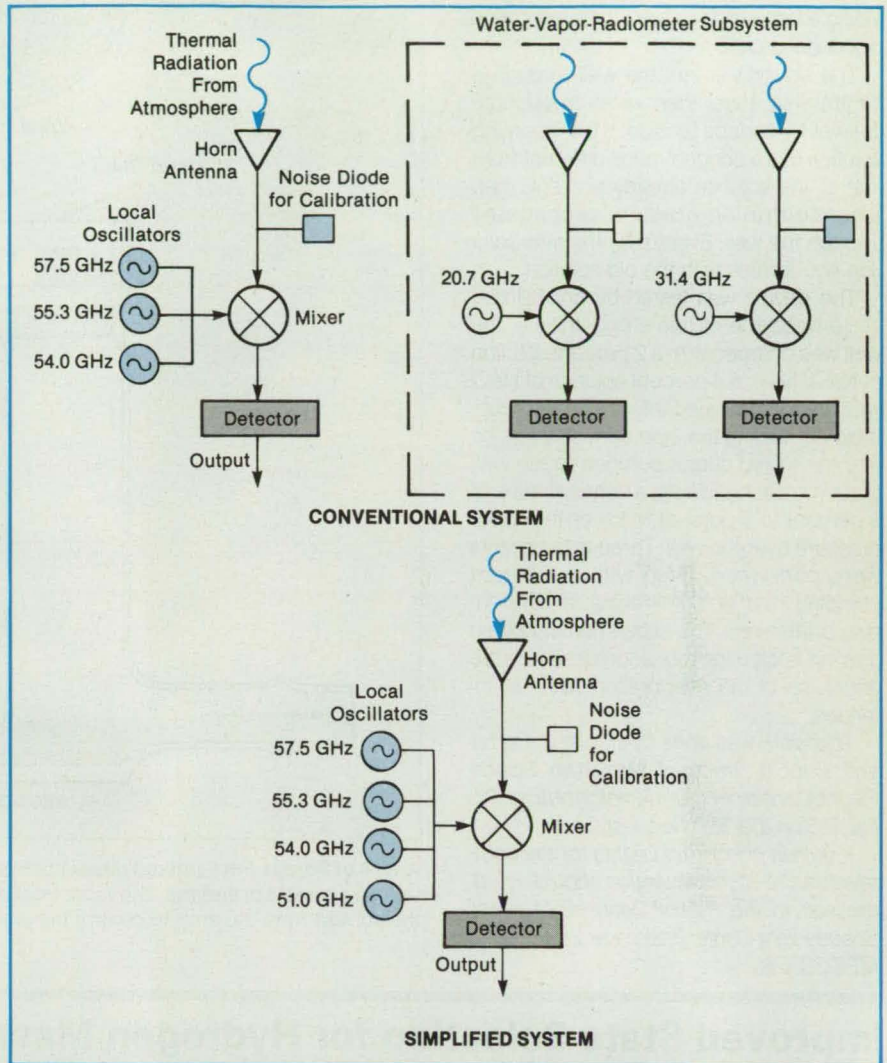 Water-Vapor-Radiometer Subsystem
Thermal
Radiation
From
Atmosphere
Horn
Antenna
Noise Diode
for Calibration
Local
Oscillators
57.5 GHz
55.3 GHz
54.0 GHz
Mixer
Detector
Output
20.7 GHz
Detector
31.4 GHz
Detector
CONVENTIONAL SYSTEM
Thermal
Radiation
From
Atmosphere
Horn
Antenna
Noise
Diode
for
Calibration
Local
Oscillators
57.5 GHz
55.3 GHz
54.0 GHz
51.0 GHz
Mixer
Detector
Output
SIMPLIFIED SYSTEM